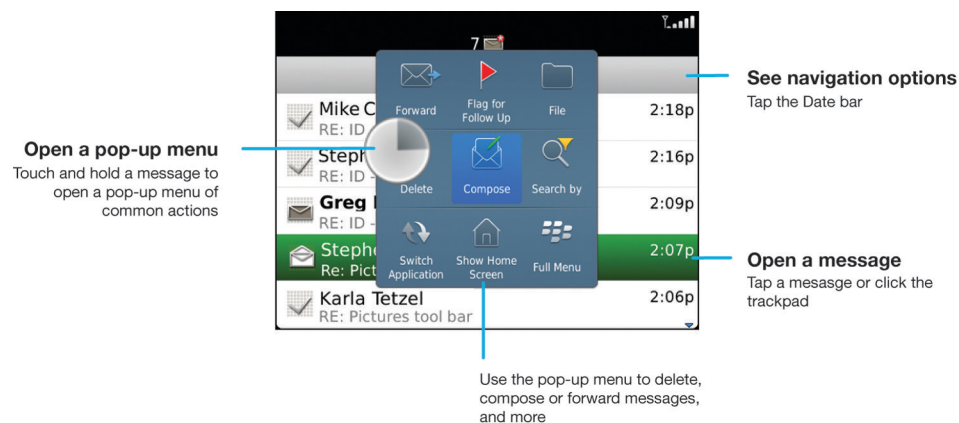 7
See navigation options
Tap the Date bar
Forward
Flag for
Follow Up
File
Mike C
2:18p
RE: ID
Open a pop-up menu
Touch and hold a message to
open a pop-up menu of
common actions
Steph
2:16p
RE: ID -
Delete
Compose
Search by
Greg
2:09p
RE: ID -
Stephe
2:07p
Re: Pict
Switch
Application
Show Home
Screen
Full Menu
Open a message
Tap a mesasge or click the
trackpad
Karla Tetzel
2:06p
RE: Pictures tool bar
Use the pop-up menu to delete,
compose or forward messages,
and more